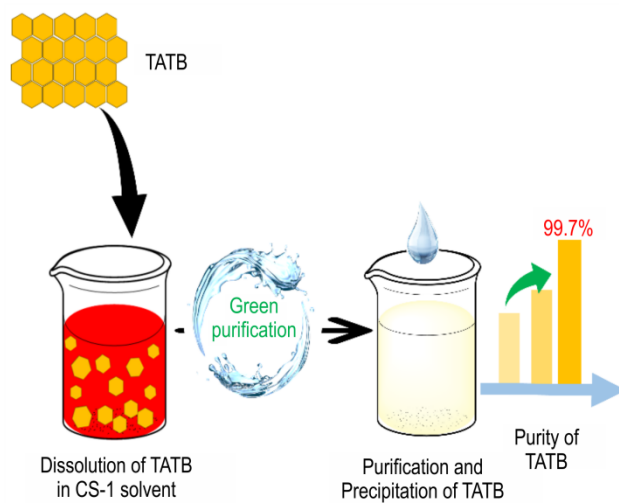 TATB
99.7%
Green
purification
Dissolution of TATB
in CS-1 solvent
Purification and
Precipitation of TATB
Purity of
TATB